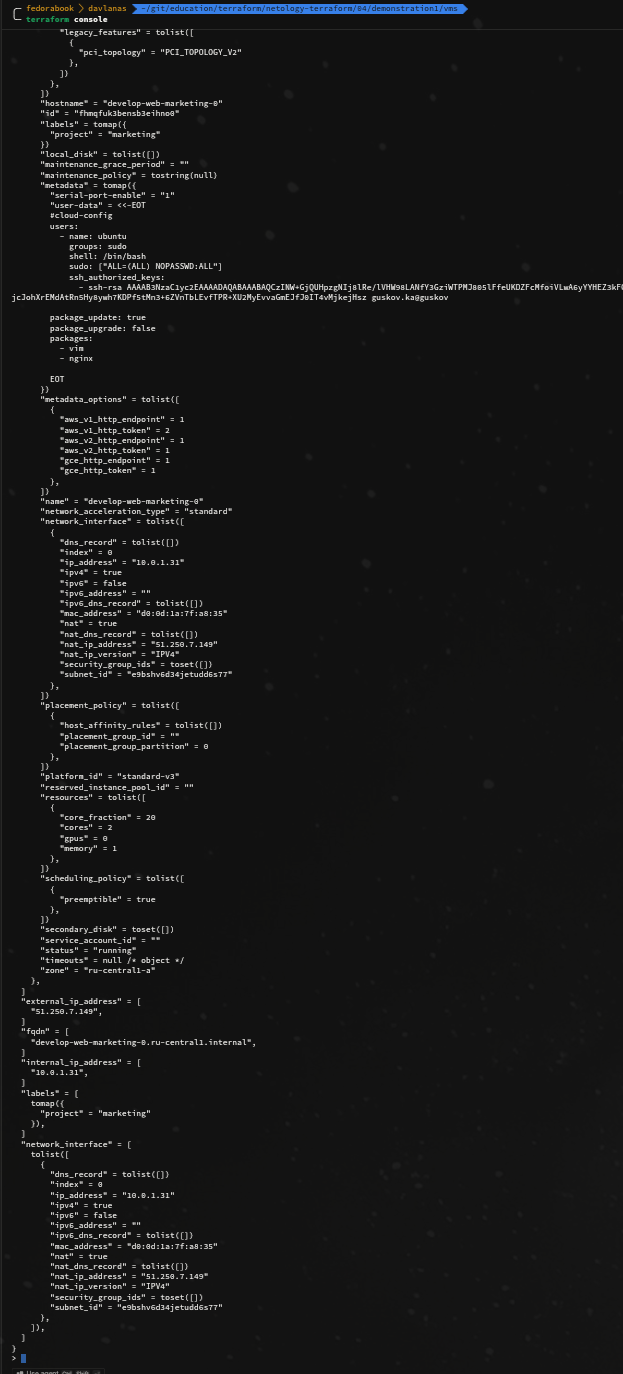 fedorabook davlanas ~/git/education/terraform/netology-terraform/04/demonstration1/vms
terraform console
"legacy_features" = tolist([
{
"pci_topology" = "PCI_TOPOLOGY_V2"
},
])
},
])
"hostname" = "develop-web-marketing-0"
"id" = "fhmqfuk3bensb3eihno0"
"labels" = tomap({
"project" = "marketing"
})
"local_disk" = tolist([])
"maintenance_grace_period" = ""
"maintenance_policy" = tostring(null)
"metadata" = tomap({
"serial-port-enable" = "1"
"user-data" = <<-EOT
#cloud-config
users:
- name: ubuntu
groups: sudo
shell: /bin/bash
sudo: ["ALL=(ALL) NOPASSWD:ALL"]
ssh_authorized_keys:
- ssh-rsa
guskov.ka@guskov
package_update: true
package_upgrade: false
packages:
- vim
- nginx
EOT
})
"metadata_options" = tolist([
{
"aws_v1_http_endpoint" = 1
"aws_v1_http_token" = 2
"aws_v2_http_endpoint" = 1
"aws_v2_http_token" = 1
"gce_http_endpoint" = 1
"gce_http_token" = 1
},
])
"name" = "develop-web-marketing-0"
"network_acceleration_type" = "standard"
"network_interface" = tolist([
{
"dns_record" = tolist([])
"index" = 0
"ip_address" = "10.0.1.31"
"ipv4" = true
"ipv6" = false
"ipv6_address" = ""
"ipv6_dns_record" = tolist([])
"mac_address" = "d0:0d:1a:7f:a8:35"
"nat" = true
"nat_dns_record" = tolist([])
"nat_ip_address" = "51.250.7.149"
"nat_ip_version" = "IPV4"
"security_group_ids" = toset([])
"subnet_id" = "e9bshv6d34jetudd6s77"
},
])
"placement_policy" = tolist([
{
"host_affinity_rules" = tolist([])
"placement_group_id" = ""
"placement_group_partition" = 0
},
])
"platform_id" = "standard-v3"
"reserved_instance_pool_id" = ""
"resources" = tolist([
{
"core_fraction" = 20
"cores" = 2
"gpus" = 0
"memory" = 1
},
])
"scheduling_policy" = tolist([
{
"preemptible" = true
},
])
"secondary_disk" = toset([])
"service_account_id" = ""
"status" = "running"
"timeouts" = null /* object */
"zone" = "ru-central1-a"
},
]
"external_ip_address" = [
"51.250.7.149",
]
"fqdn" = [
"develop-web-marketing-0.ru-central1.internal",
]
"internal_ip_address" = [
"10.0.1.31",
]
"labels" = [
tomap({
"project" = "marketing"
}),
]
"network_interface" = [
tolist([
{
"dns_record" = tolist([])
"index" = 0
"ip_address" = "10.0.1.31"
"ipv4" = true
"ipv6" = false
"ipv6_address" = ""
"ipv6_dns_record" = tolist([])
"mac_address" = "d0:0d:1a:7f:a8:35"
"nat" = true
"nat_dns_record" = tolist([])
"nat_ip_address" = "51.250.7.149"
"nat_ip_version" = "IPV4"
"security_group_ids" = toset([])
"subnet_id" = "e9bshv6d34jetudd6s77"
},
]),
]
}
>